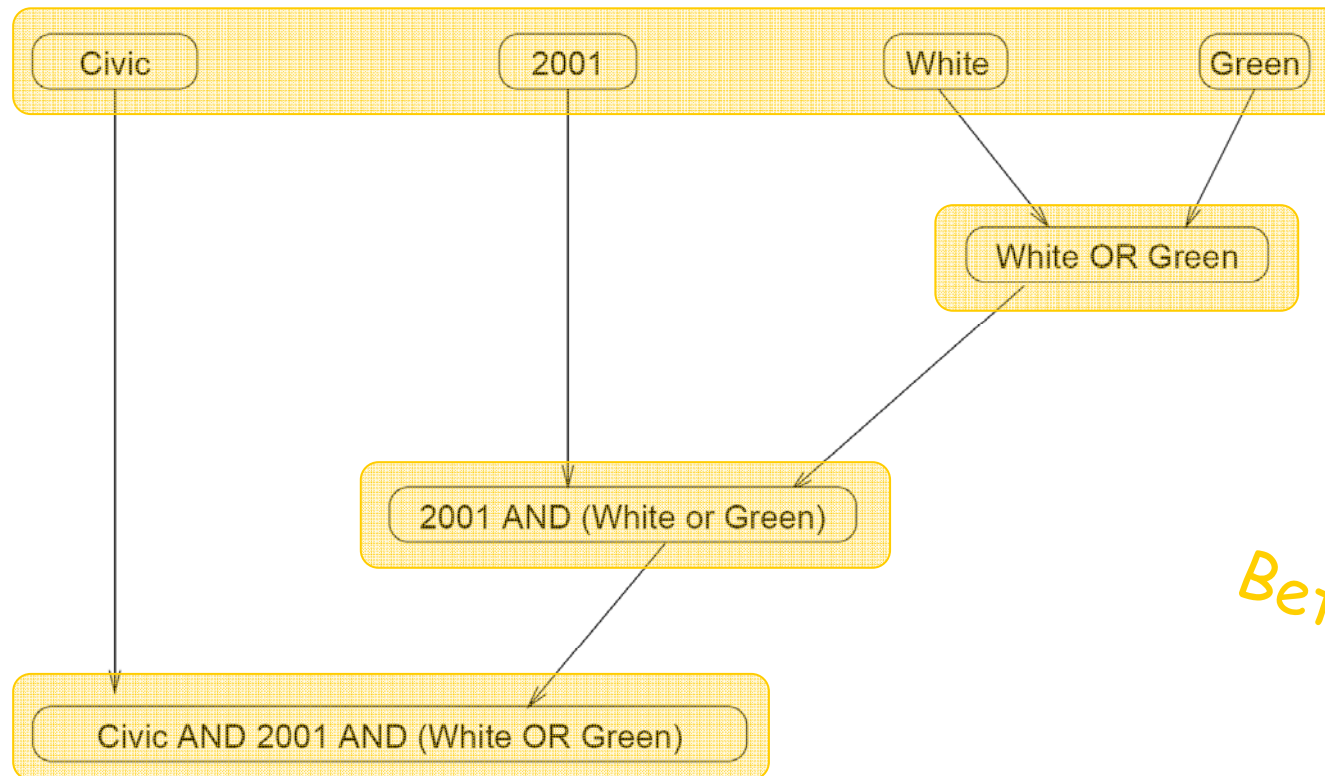 Civic 2001 White Green
White OR Green
2001 AND (White or Green)
Civic AND 2001 AND (White OR Green)